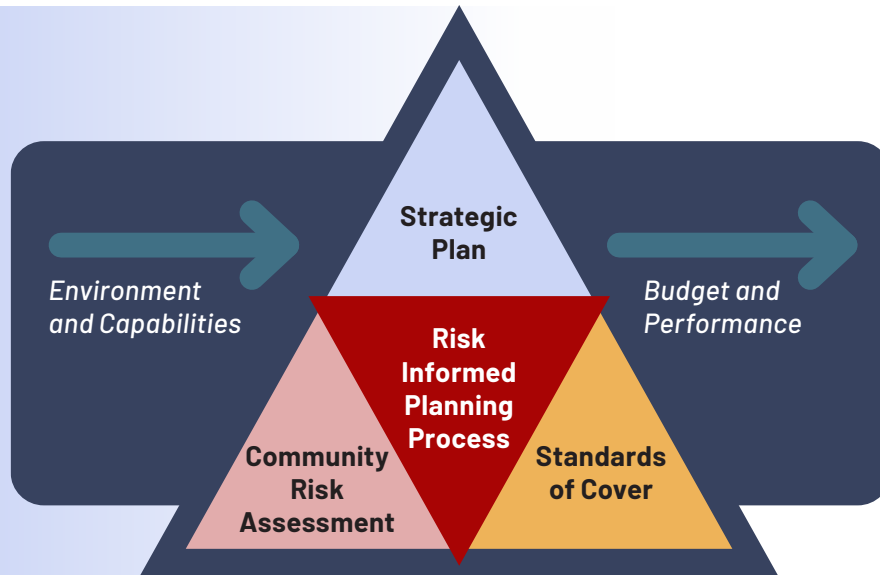 Strategic
Plan
Environment
and Capabilities
Budget and
Performance
Risk
Informed
Planning
Process
Community
Risk
Assessment
Standards
of Cover